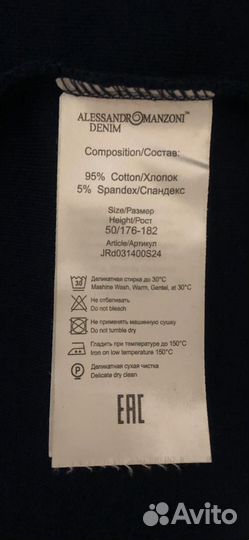 ALESSANDROMANZONI™
DENIM
Composition/Состав:
95% Cotton/Хлопок
5% Spandex/Спандекс
Size/Размер
Height/Рост
50/176-182
Article/Артикул
JRd031400S24
30
Деликатная стирка до 30°C
Mashine Wash, Warm, Gentel, at 30°C
Не отбеливать
Do not bleach
Не применять машинную сушку
Do not tumble dry
Гладить при температуре до 150°C
Iron on low temperature 150°C
P
Деликатная сухая чистка
Delicate dry clean
EAC
Avito